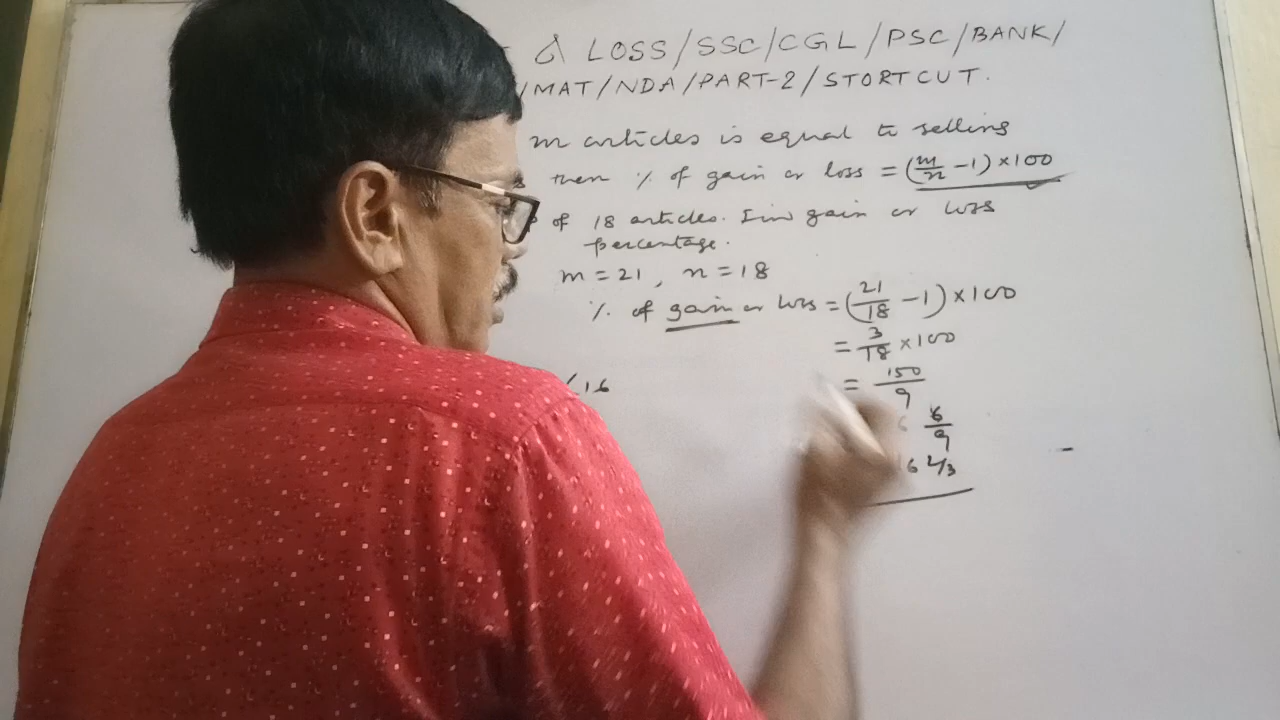 & LOSS/SSC/CGL/PSC/BANK/
/MAT/NDA/PART-2/STORTCUT.
m articles is equal to selling
then % of gain or loss = (m/n - 1) × 100
of 18 articles. Find gain or loss
percentage.
m = 21, n = 18
% of gain or loss = (21/18 - 1) × 100
= 3/18 × 100
= 150/9
6 6/9
16
6 2/3